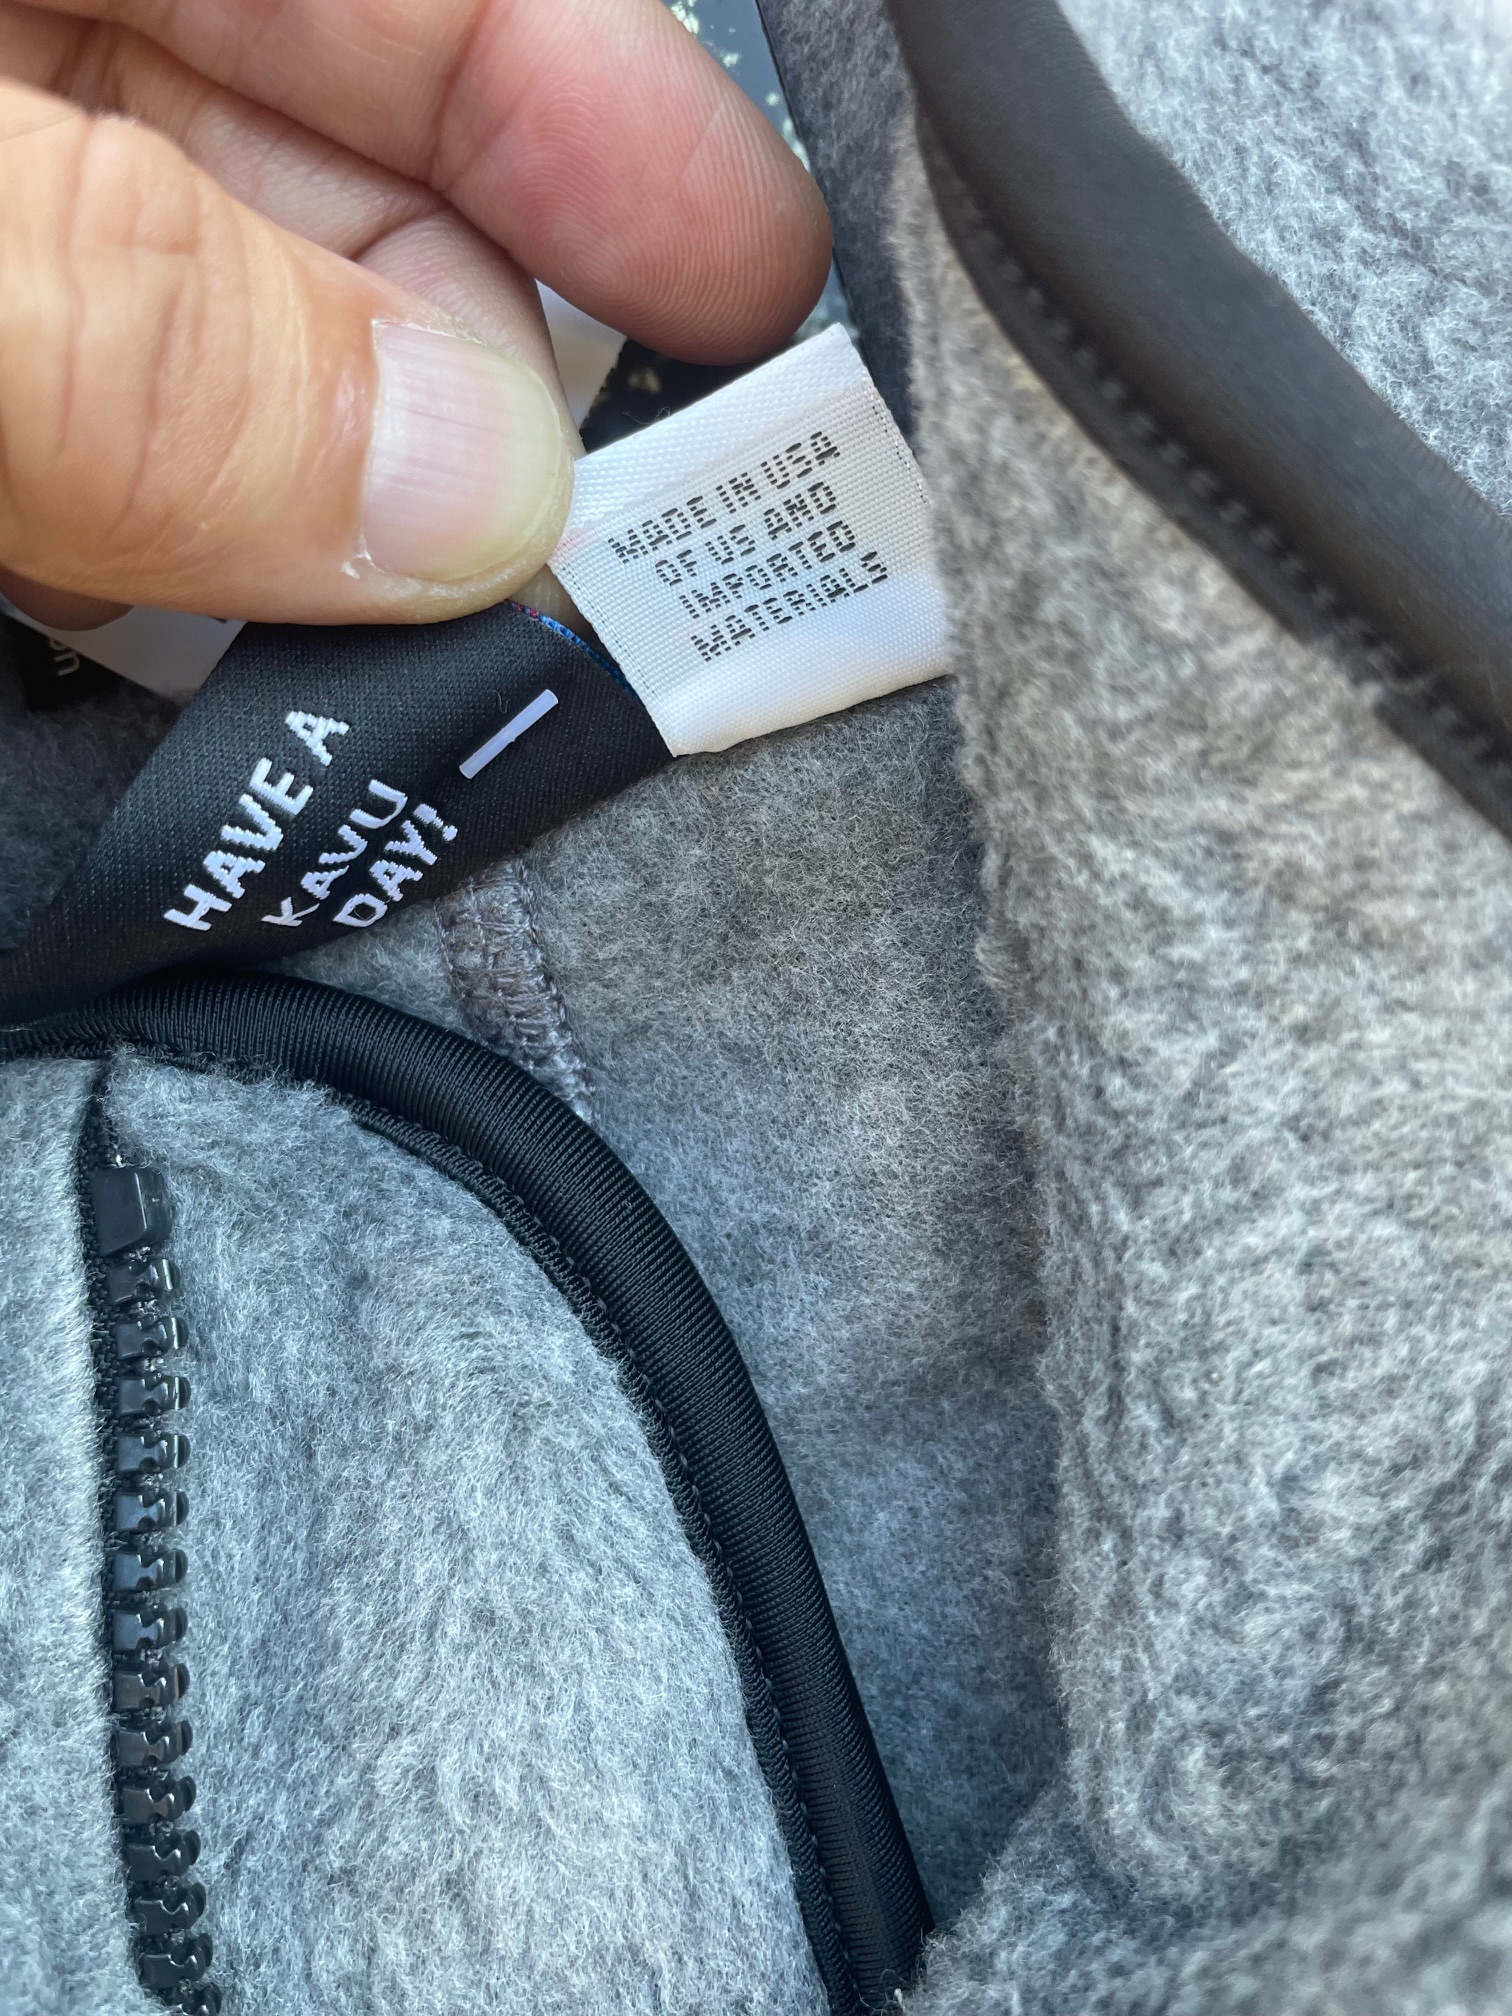 MADE IN USA
OF US AND
IMPORTED
MATERIALS
HAVE A
KAVU
DAY!